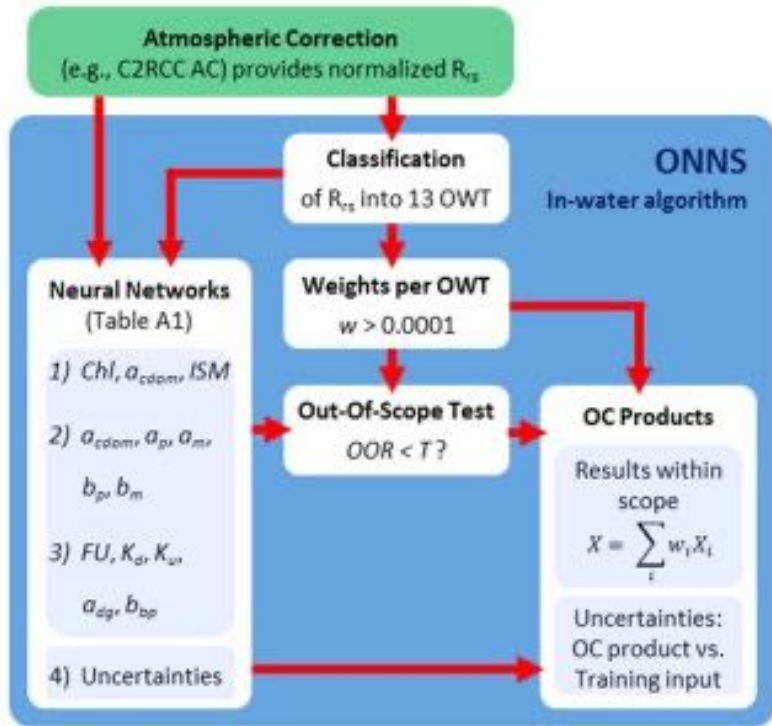 Atmospheric Correction
(e.g., C2RCC AC) provides normalized Rrs
ONNS
In-water algorithm
Classification
of Rrs into 13 OWT
Neural Networks
(Table A1)
1) Chl, acdom, ISM
2) acdom, ap, am,
bp, bm
3) FU, Kd, Ku,
adg, bbp
4) Uncertainties
Weights per OWT
w > 0.0001
Out-Of-Scope Test
OOR < T?
OC Products
Results within
scope
X = ∑i wiXi
Uncertainties:
OC product vs.
Training input